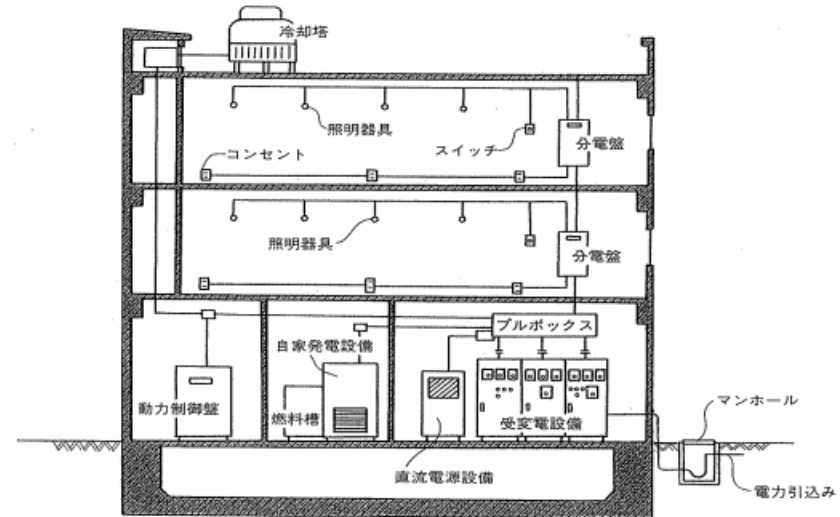 冷却塔
照明器具
コンセント
スイッチ
分電盤
照明器具
分電盤
プルボックス
自家発電設備
動力制御盤
燃料槽
受変電設備
直流電源設備
マンホール
電力引込み